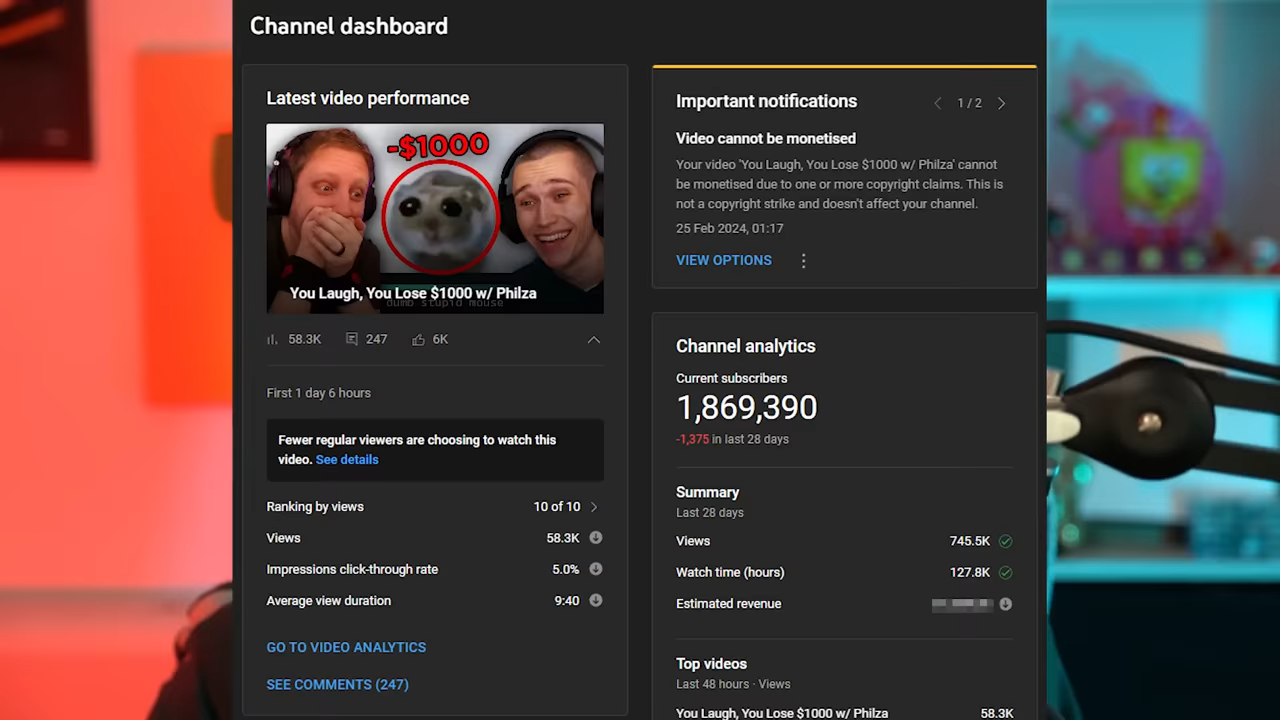 Channel dashboard
Latest video performance
-$1000
You Laugh, You Lose $1000 w/ Philza
dumb stupid mouse
58.3K 247 6K
First 1 day 6 hours
Fewer regular viewers are choosing to watch this
video. See details
Ranking by views 10 of 10
Views 58.3K
Impressions click-through rate 5.0%
Average view duration 9:40
GO TO VIDEO ANALYTICS
SEE COMMENTS (247)
Important notifications 1 / 2
Video cannot be monetised
Your video 'You Laugh, You Lose $1000 w/ Philza' cannot
be monetised due to one or more copyright claims. This is
not a copyright strike and doesn't affect your channel.
25 Feb 2024, 01:17
VIEW OPTIONS
Channel analytics
Current subscribers
1,869,390
-1,375 in last 28 days
Summary
Last 28 days
Views 745.5K
Watch time (hours) 127.8K
Estimated revenue
Top videos
Last 48 hours · Views
You Laugh, You Lose $1000 w/ Philza 58.3K